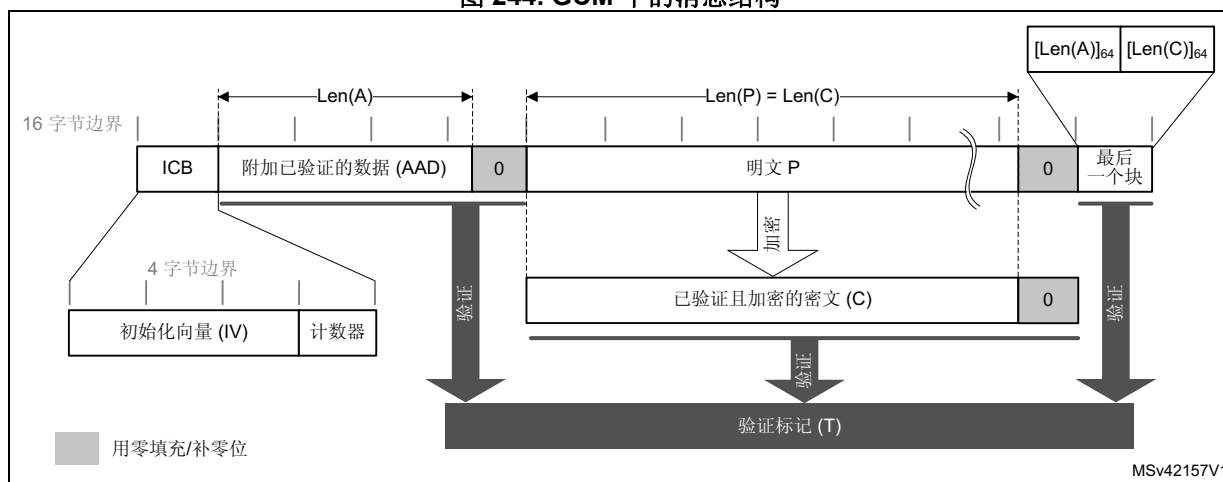 图 244. GCM 中的消息结构
[Len(A)]64 [Len(C)]64
Len(A)
Len(P) = Len(C)
16 字节边界
ICB
附加已验证的数据 (AAD)
0
明文 P
0
最后
一个块
加密
4 字节边界
初始化向量 (IV)
计数器
验证
已验证且加密的密文 (C)
0
验证
验证
验证标记 (T)
用零填充/补零位
MSv42157V1